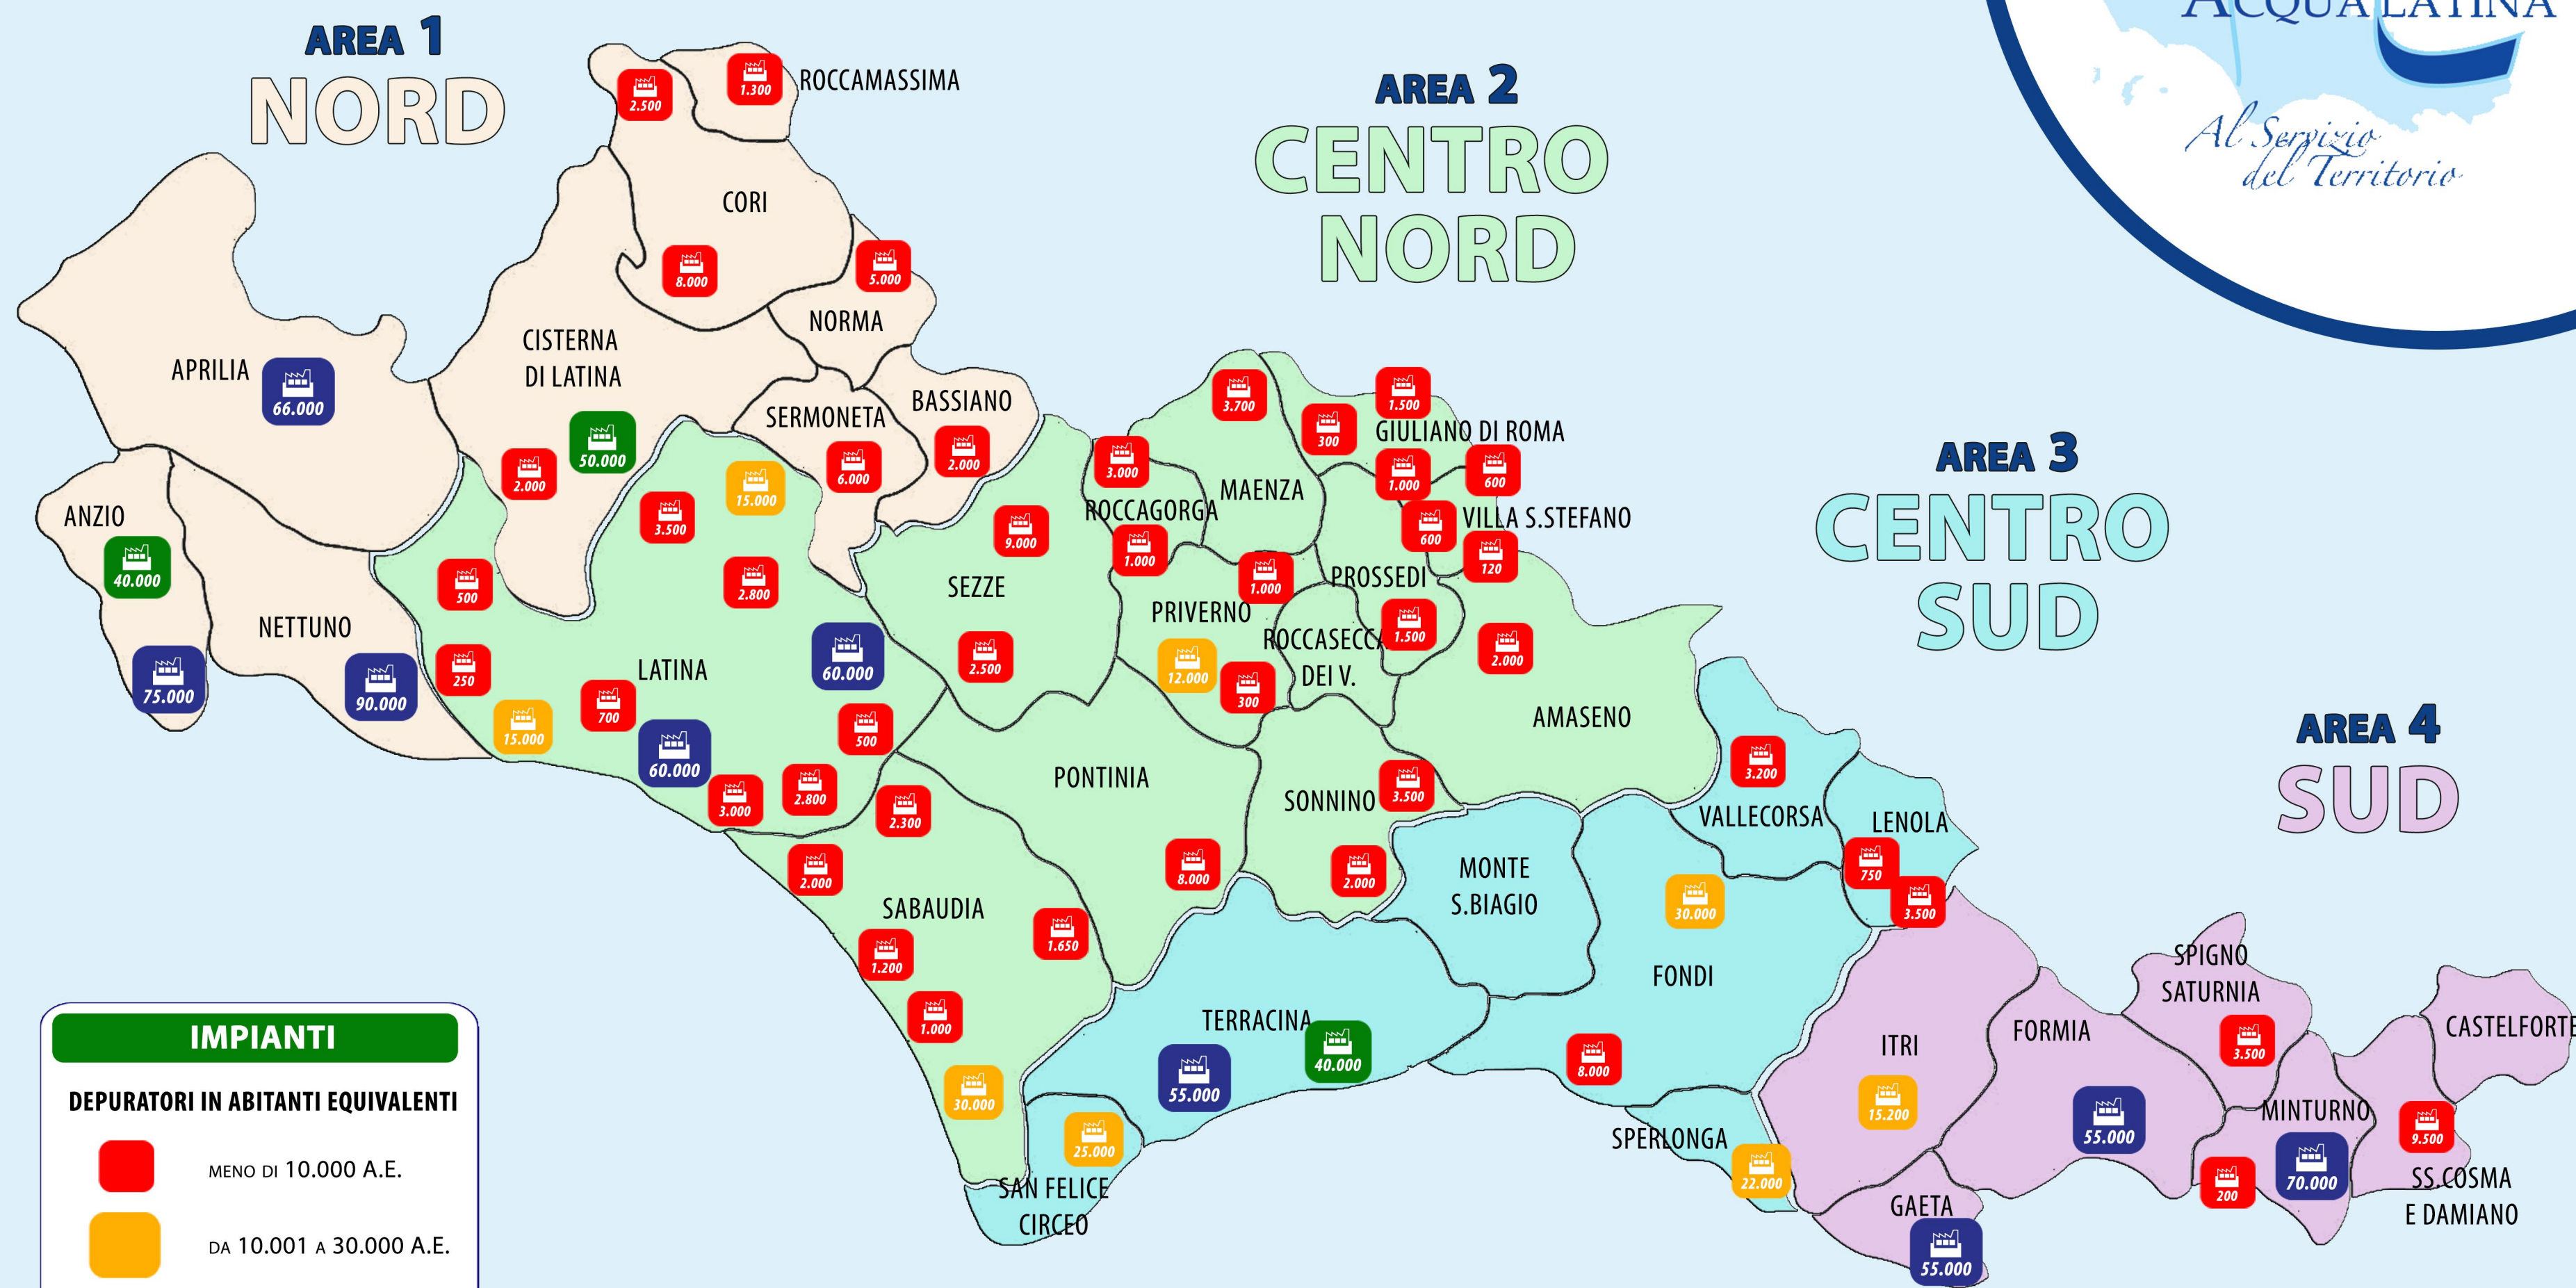 AREA 1
NORD
AREA 2
CENTRO
NORD
AREA 3
CENTRO
SUD
AREA 4
SUD
ACQUALATINA
Al Servizio
del Territorio
2.500
1.300
ROCCAMASSIMA
CORI
8.000
5.000
NORMA
CISTERNA
DI LATINA
APRILIA
66.000
SERMONETA
BASSIANO
50.000
2.000
6.000
2.000
ANZIO
40.000
75.000
NETTUNO
90.000
15.000
3.500
2.800
500
250
15.000
LATINA
700
60.000
60.000
500
3.000
2.800
SEZZE
9.000
2.500
3.000
ROCCAGORGA
1.000
3.700
MAENZA
300
1.500
GIULIANO DI ROMA
1.000
600
600
VILLA S.STEFANO
120
PROSSEDI
1.500
1.000
PRIVERNO
12.000
300
ROCCASECCA
DEI V.
2.000
AMASENO
PONTINIA
8.000
SONNINO
3.500
2.000
2.300
2.000
SABAUDIA
1.200
1.650
1.000
30.000
3.200
VALLECORSA
LENOLA
750
3.500
MONTE
S.BIAGIO
30.000
FONDI
8.000
TERRACINA
40.000
55.000
25.000
SAN FELICE
CIRCEO
SPERLONGA
22.000
ITRI
15.200
FORMIA
55.000
GAETA
55.000
SPIGNO
SATURNIA
3.500
MINTURNO
70.000
200
CASTELFORTE
9.500
SS.COSMA
E DAMIANO
IMPIANTI
DEPURATORI IN ABITANTI EQUIVALENTI
MENO DI 10.000 A.E.
DA 10.001 A 30.000 A.E.